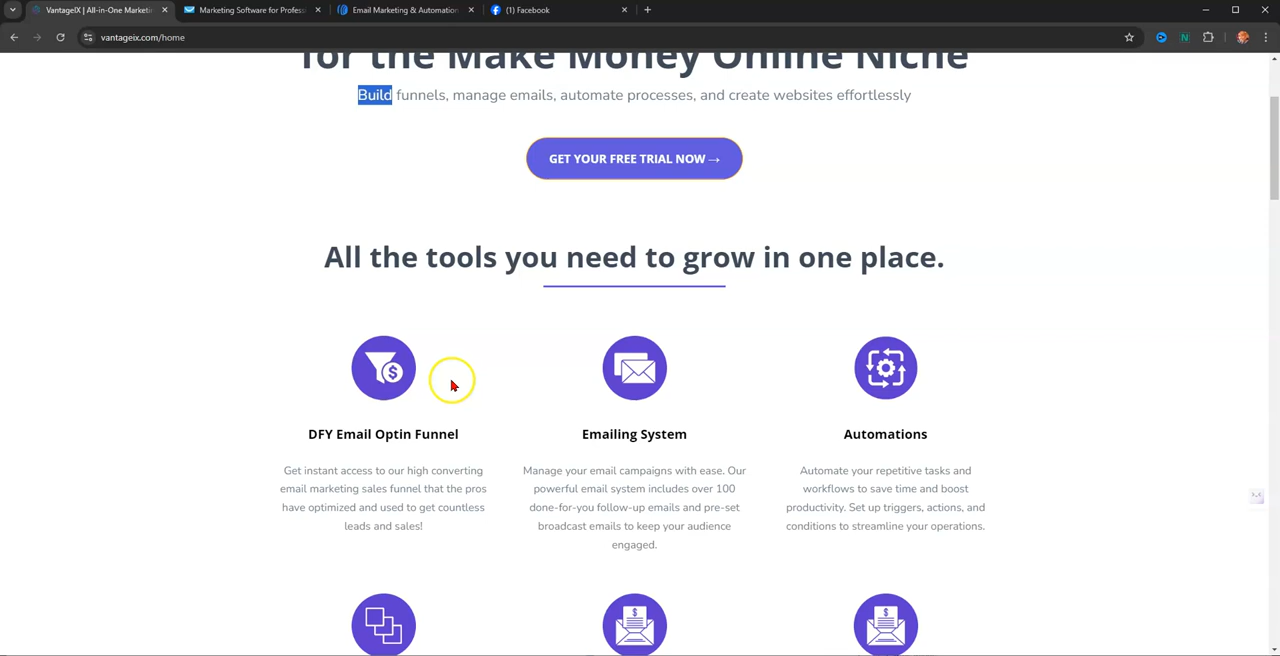 VantageIX | All-in-One Marketi
Marketing Software for Profess
Email Marketing & Automation
(1) Facebook
vantageix.com/home
for the Make Money Online Niche
Build funnels, manage emails, automate processes, and create websites effortlessly
GET YOUR FREE TRIAL NOW →
All the tools you need to grow in one place.
DFY Email Optin Funnel
Get instant access to our high converting
email marketing sales funnel that the pros
have optimized and used to get countless
leads and sales!
Emailing System
Manage your email campaigns with ease. Our
powerful email system includes over 100
done-for-you follow-up emails and pre-set
broadcast emails to keep your audience
engaged.
Automations
Automate your repetitive tasks and
workflows to save time and boost
productivity. Set up triggers, actions, and
conditions to streamline your operations.